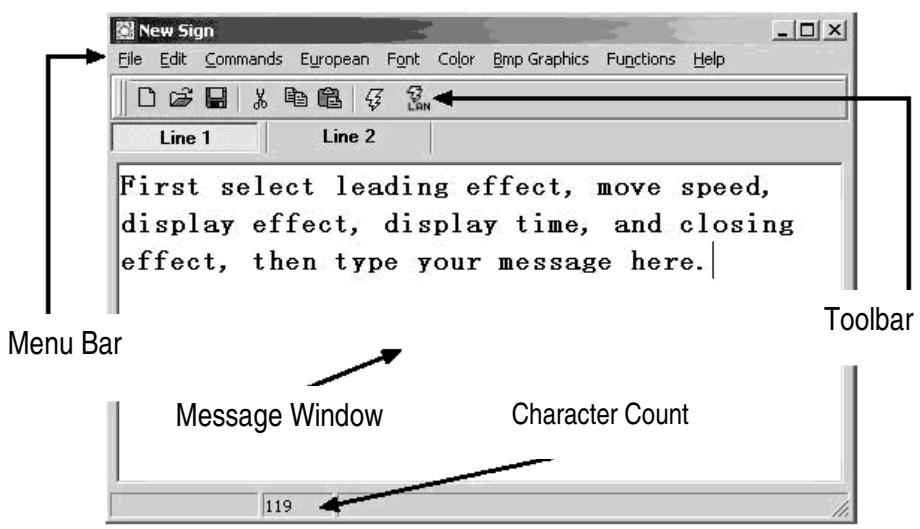 New Sign
File Edit Commands European Font Color Bmp Graphics Functions Help
LAN
Line 1 Line 2
First select leading effect, move speed,
display effect, display time, and closing
effect, then type your message here.
Toolbar
Menu Bar
Message Window Character Count
119